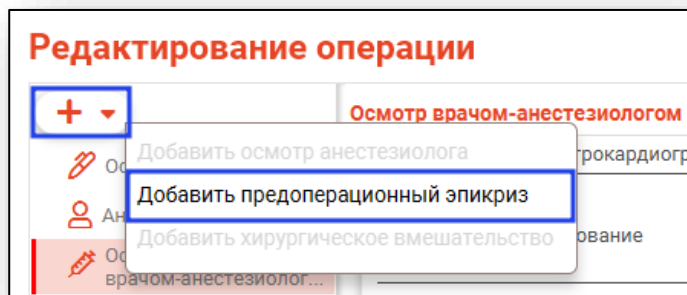 Редактирование операции
Осмотр врачом-анестезиологом
Добавить осмотр анестезиолога
Добавить предоперационный эпикриз
Добавить хирургическое вмешательство
врачом-анестезиолог...